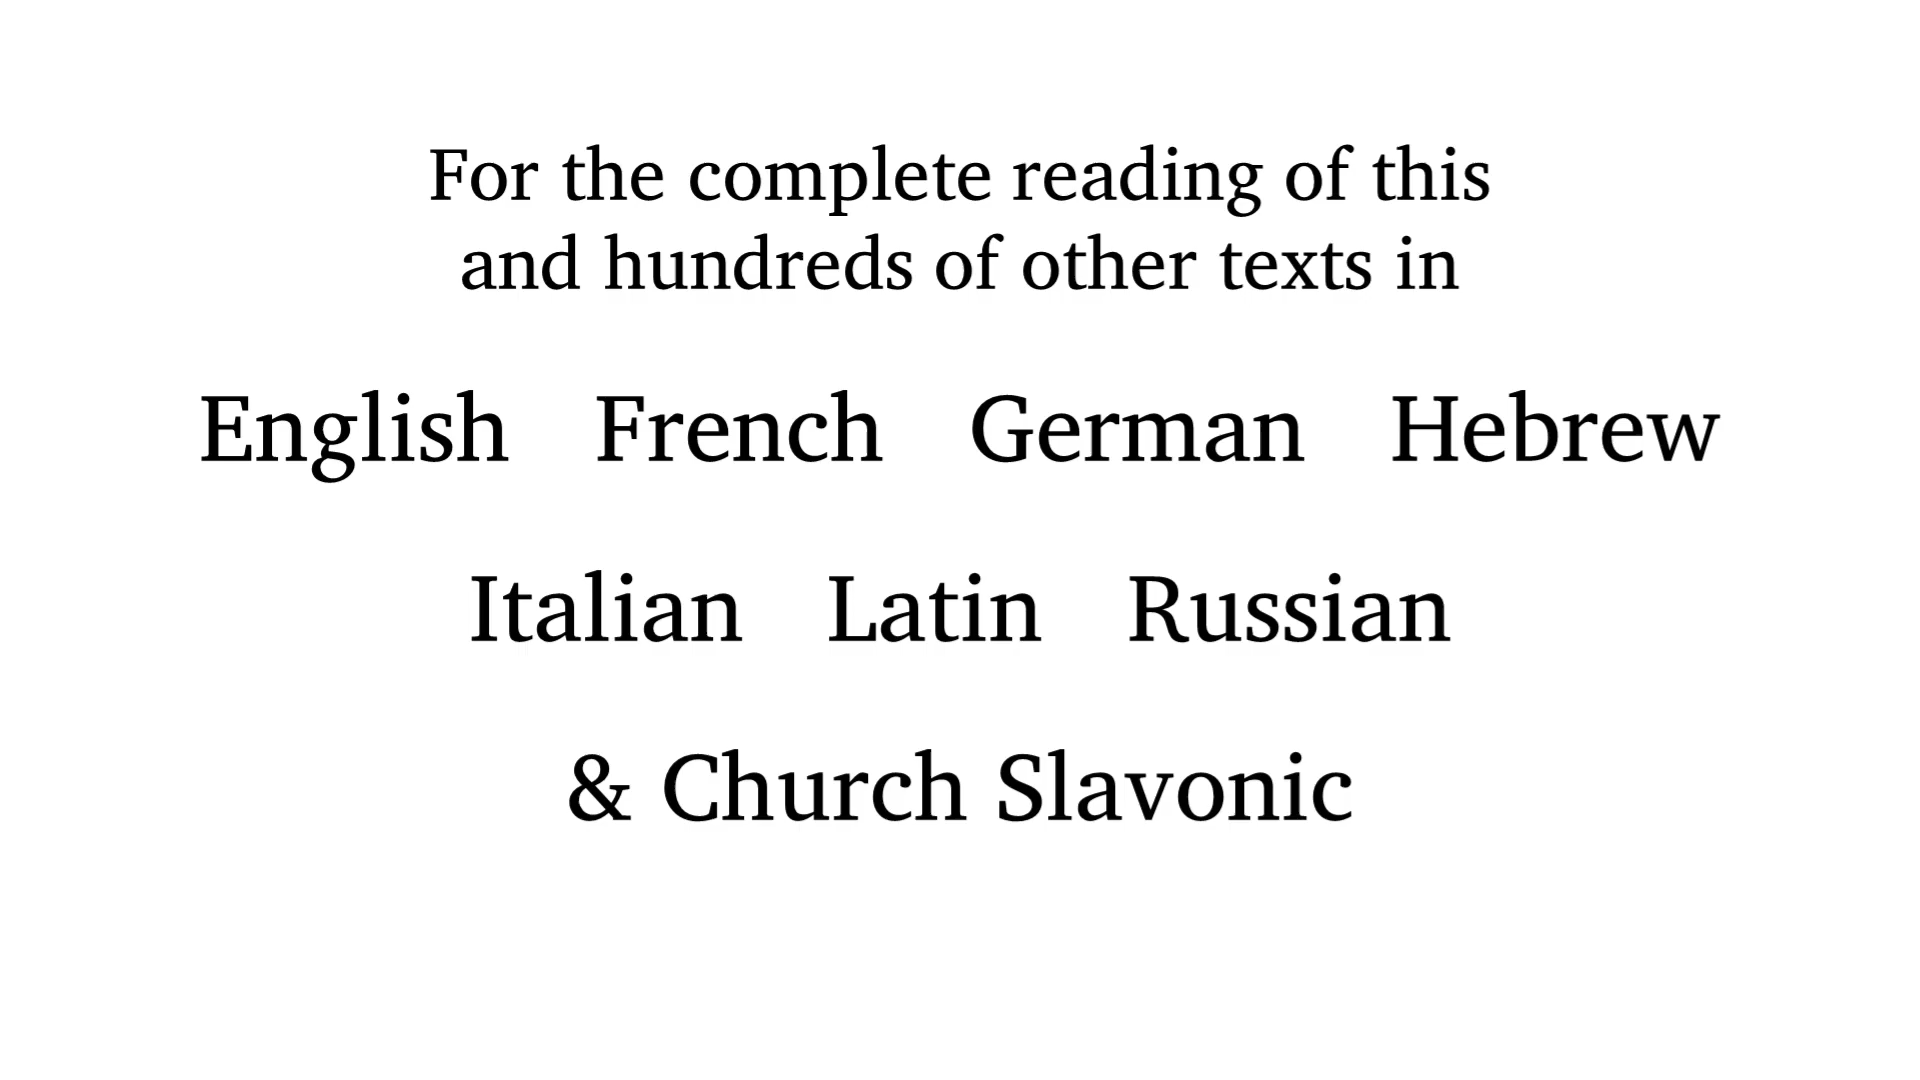 For the complete reading of this
and hundreds of other texts in
English French German Hebrew
Italian Latin Russian
& Church Slavonic